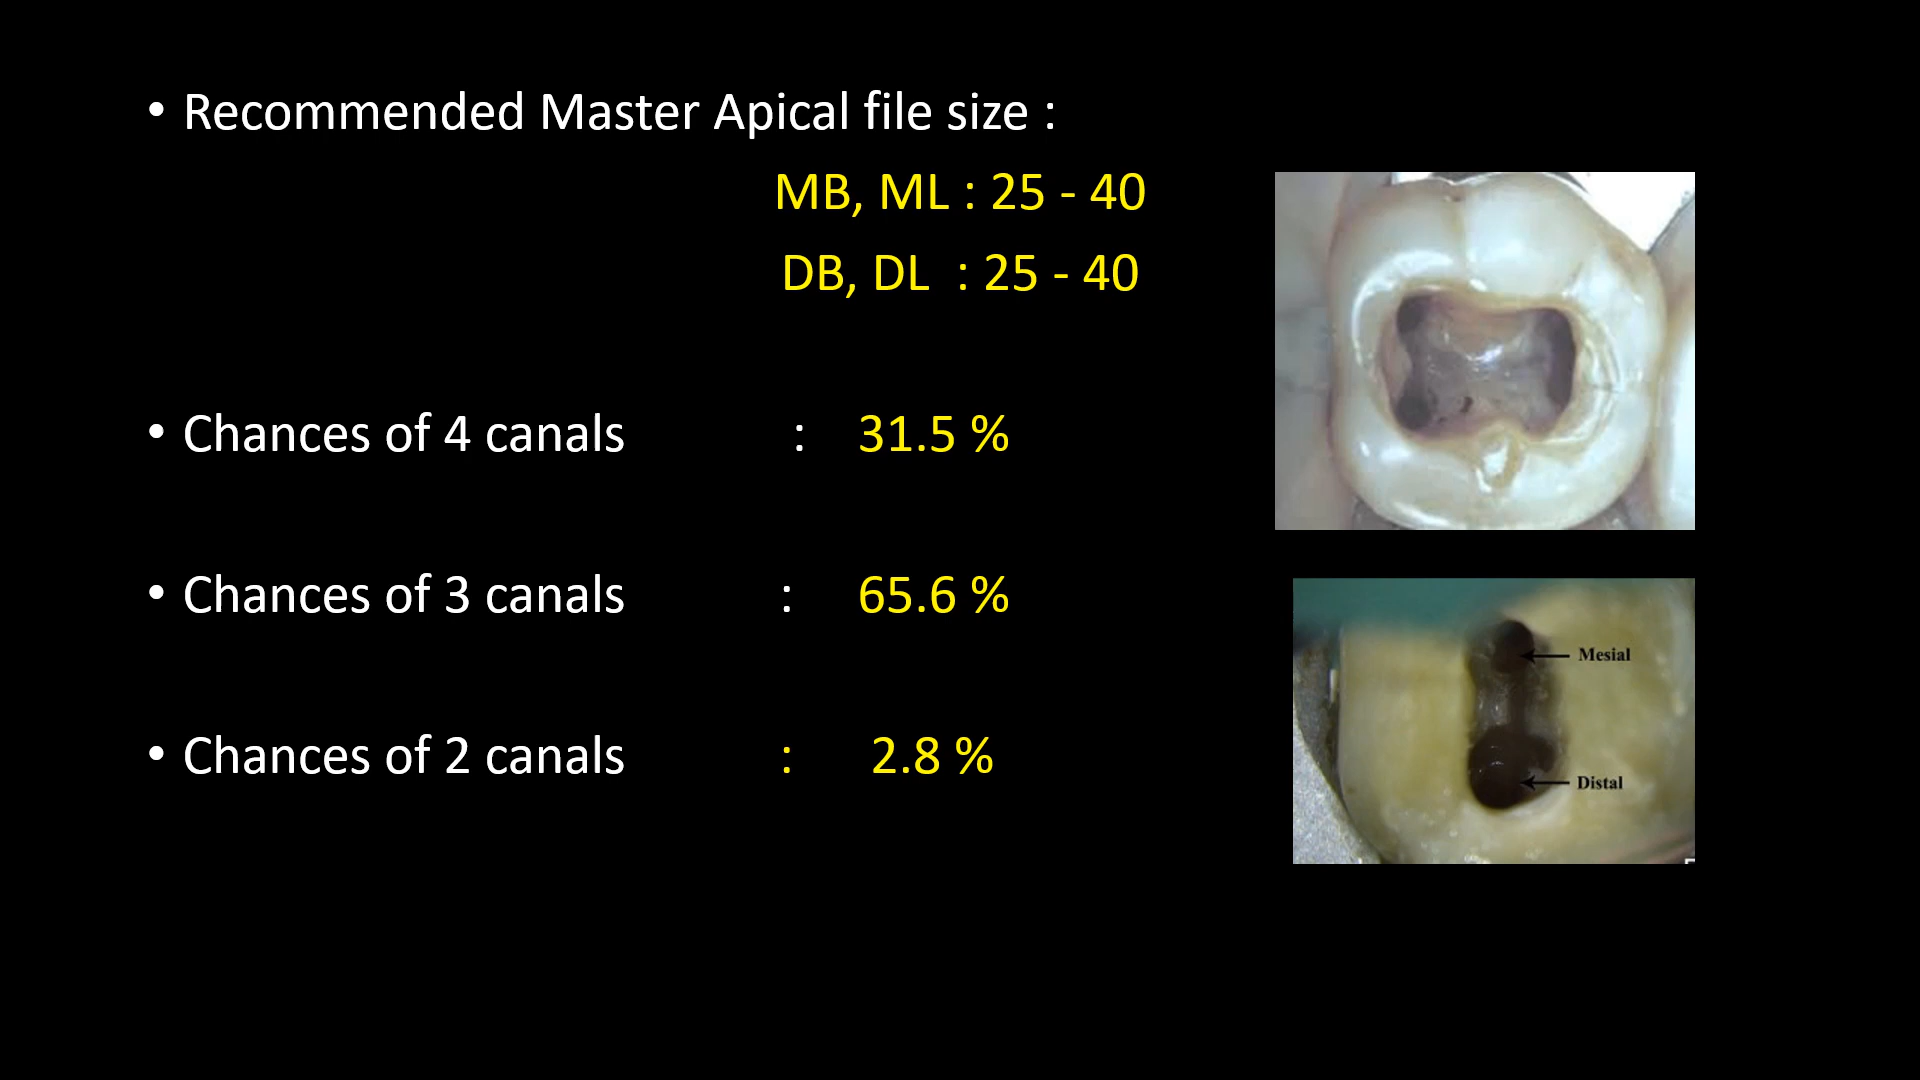 • Recommended Master Apical file size :
MB, ML : 25 - 40
DB, DL : 25 - 40
• Chances of 4 canals : 31.5 %
• Chances of 3 canals : 65.6 %
• Chances of 2 canals : 2.8 %
Mesial
Distal